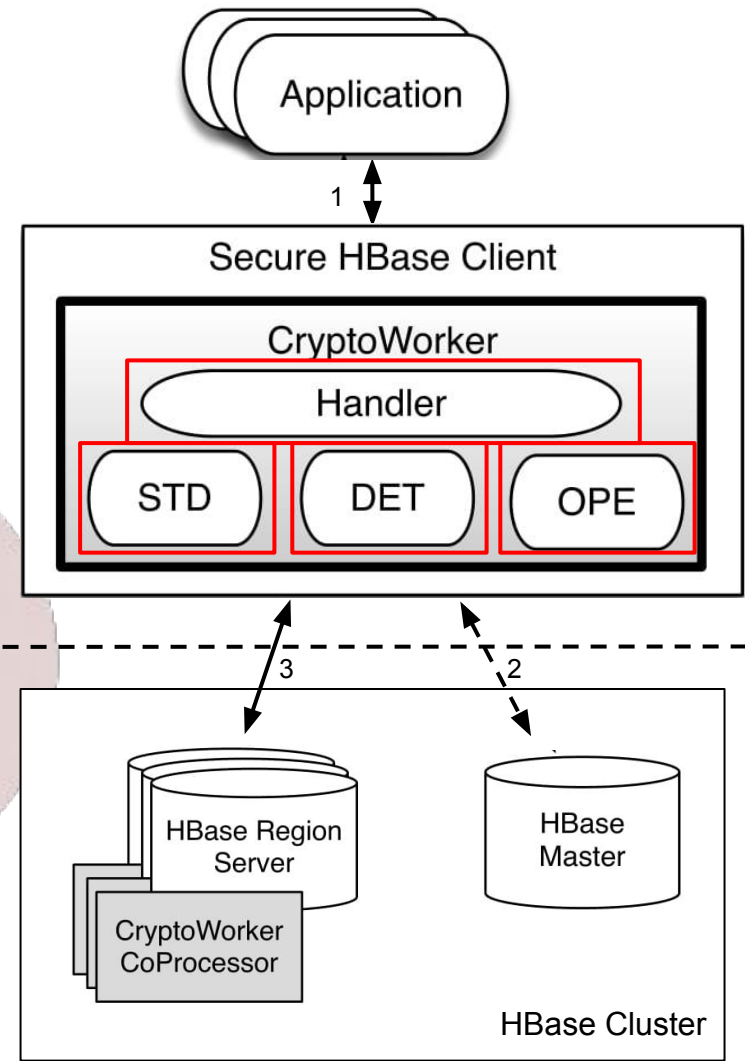 Application
1
Secure HBase Client
CryptoWorker
Handler
STD
DET
OPE
3
2
HBase Region
Server
HBase
Master
CryptoWorker
CoProcessor
HBase Cluster